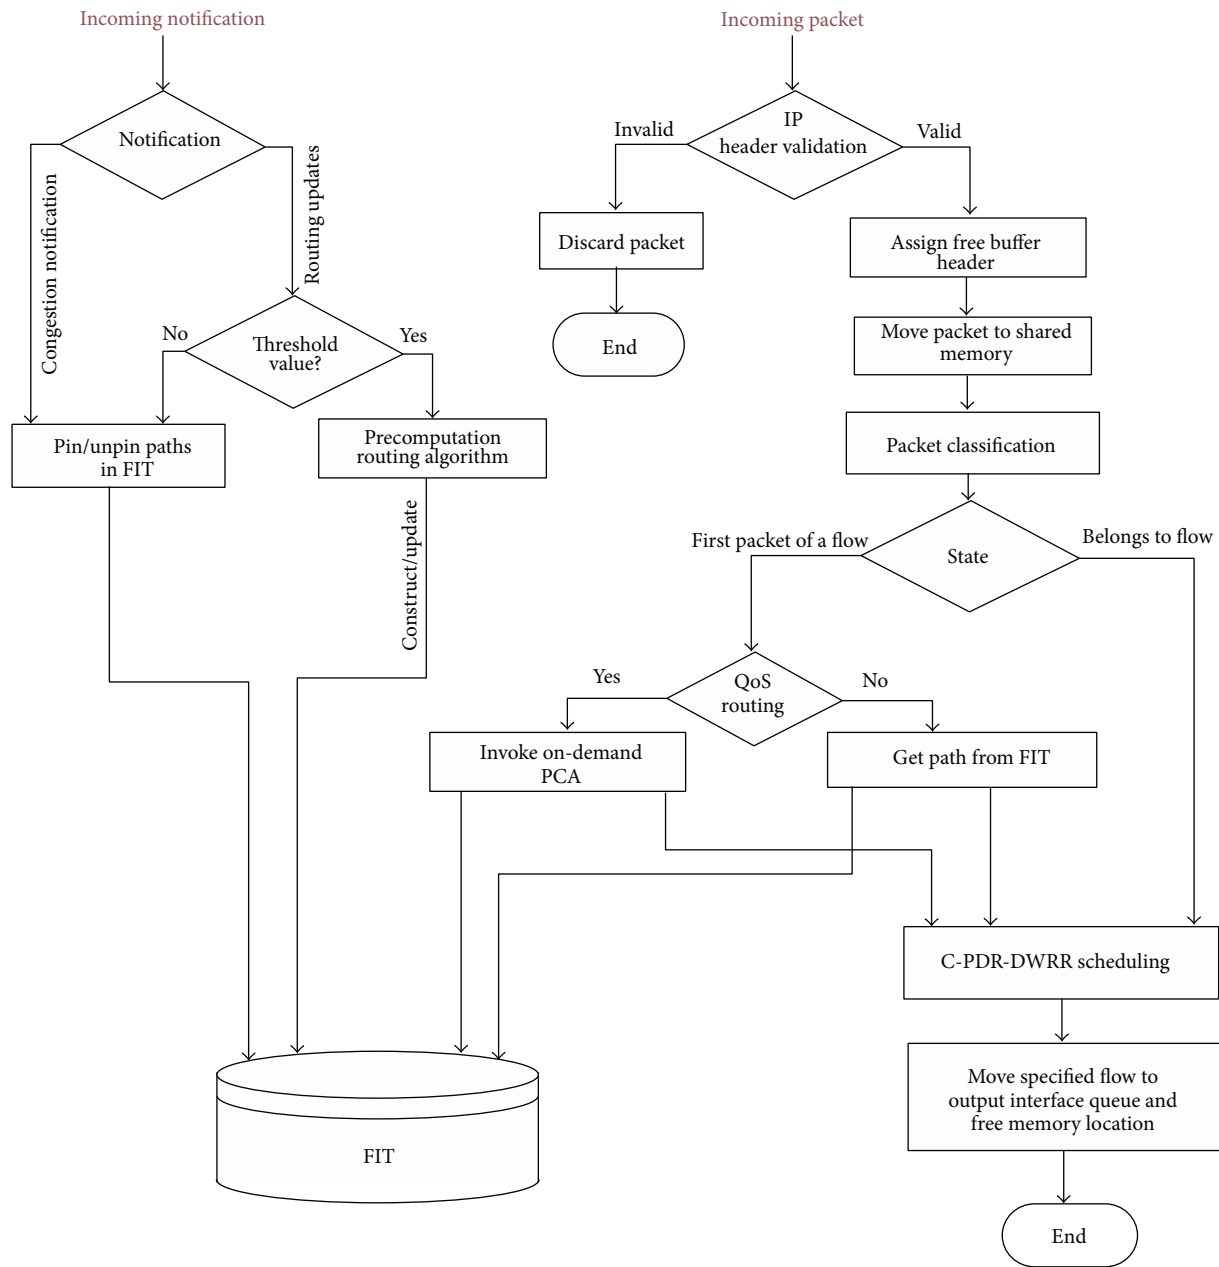 Incoming notification
Notification
Congestion notification
Routing updates
No
Threshold
value?
Yes
Pin/unpin paths
in FIT
Precomputation
routing algorithm
Construct/update
Incoming packet
IP
header validation
Invalid
Valid
Discard packet
End
Assign free buffer
header
Move packet to shared
memory
Packet classification
First packet of a flow
State
Belongs to flow
Yes
QoS
routing
No
Invoke on-demand
PCA
Get path from FIT
C-PDR-DWRR scheduling
Move specified flow to
output interface queue and
free memory location
FIT
End